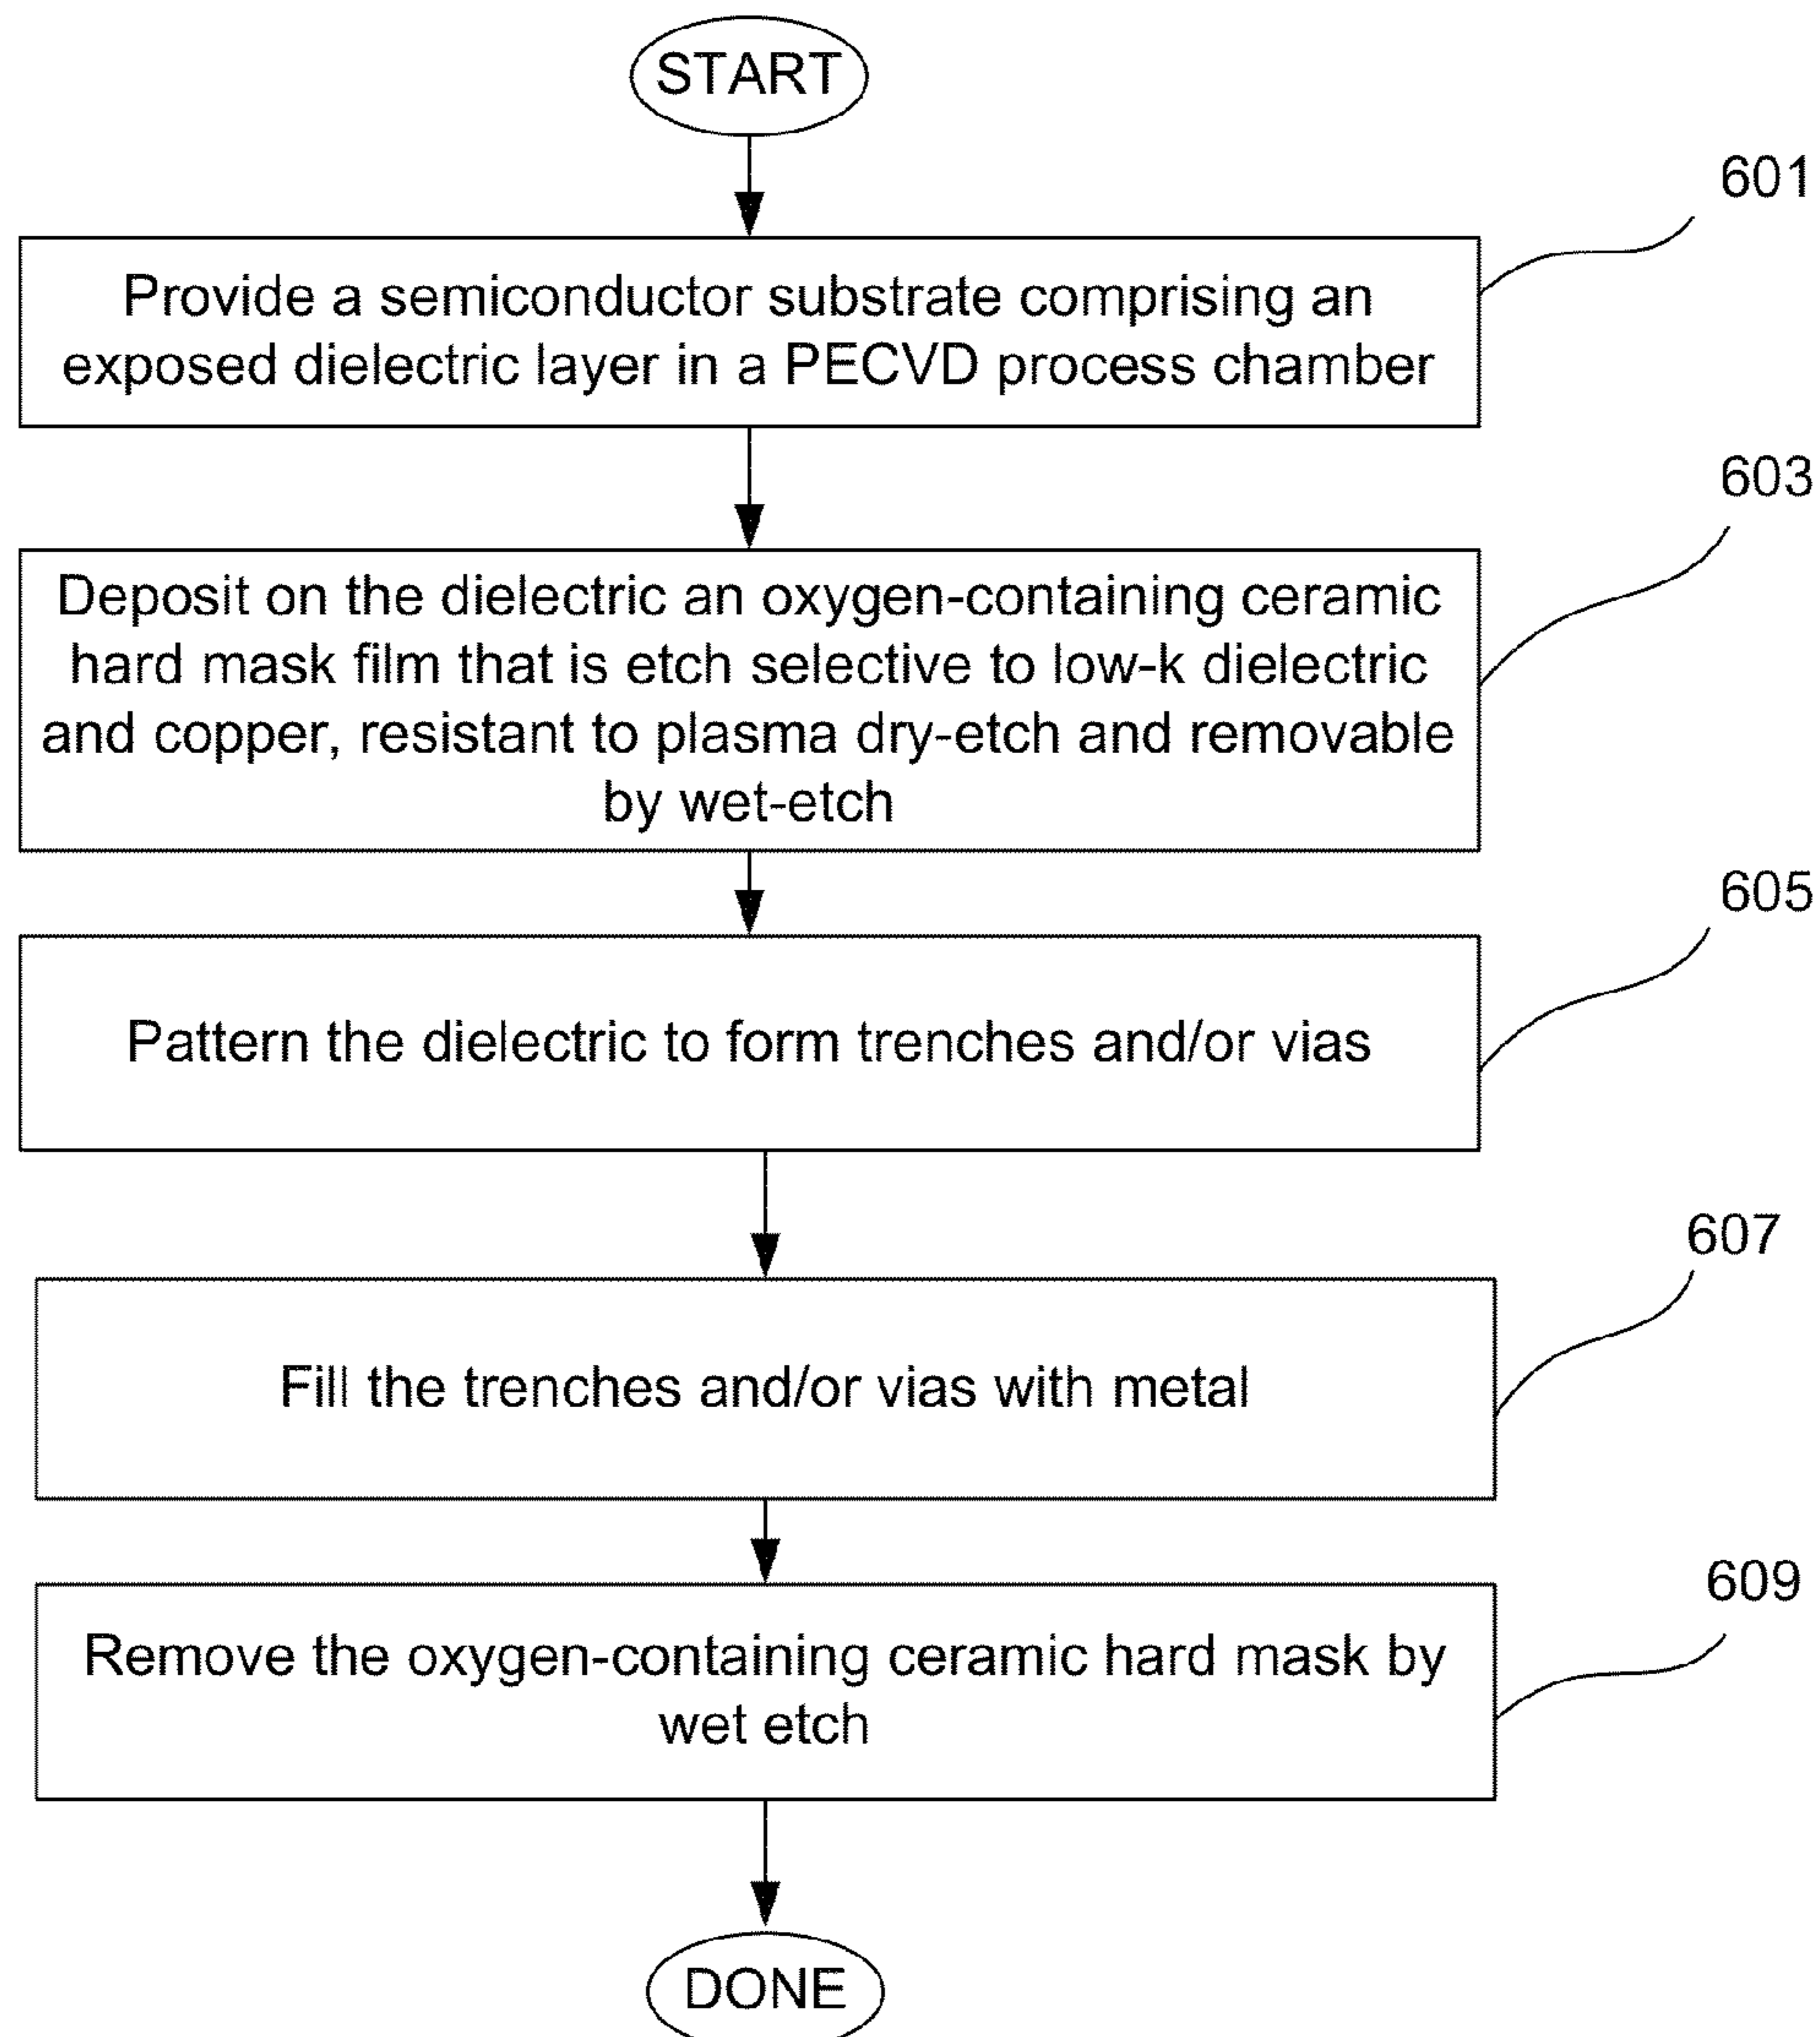 START
601
Provide a semiconductor substrate comprising an
exposed dielectric layer in a PECVD process chamber
603
Deposit on the dielectric an oxygen-containing ceramic
hard mask film that is etch selective to low-k dielectric
and copper, resistant to plasma dry-etch and removable
by wet-etch
605
Pattern the dielectric to form trenches and/or vias
607
Fill the trenches and/or vias with metal
609
Remove the oxygen-containing ceramic hard mask by
wet etch
DONE